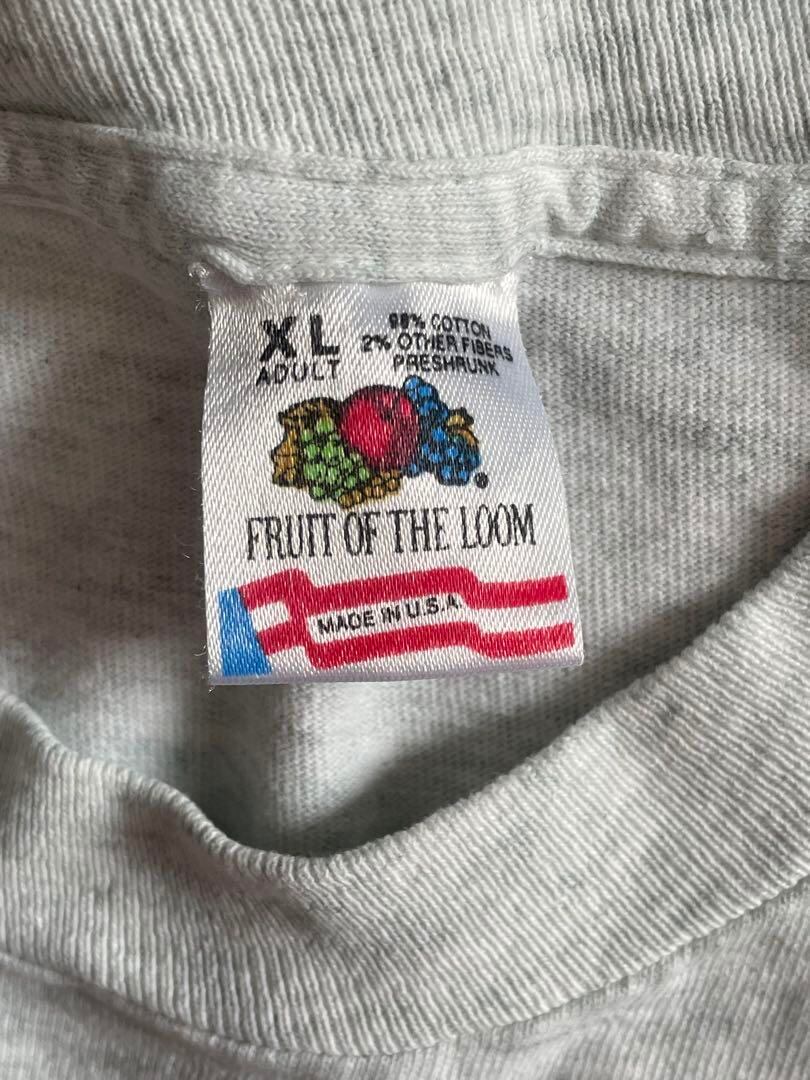 XL
ADULT
98% COTTON
2% OTHER FIBERS
PRESHRUNK
FRUIT OF THE LOOM
MADE IN U.S.A.